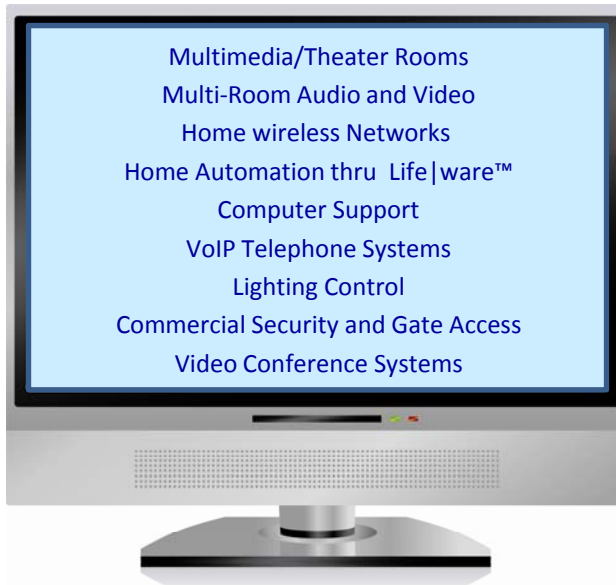 Multimedia/Theater Rooms
Multi-Room Audio and Video
Home wireless Networks
Home Automation thru Life|ware™
Computer Support
VoIP Telephone Systems
Lighting Control
Commercial Security and Gate Access
Video Conference Systems